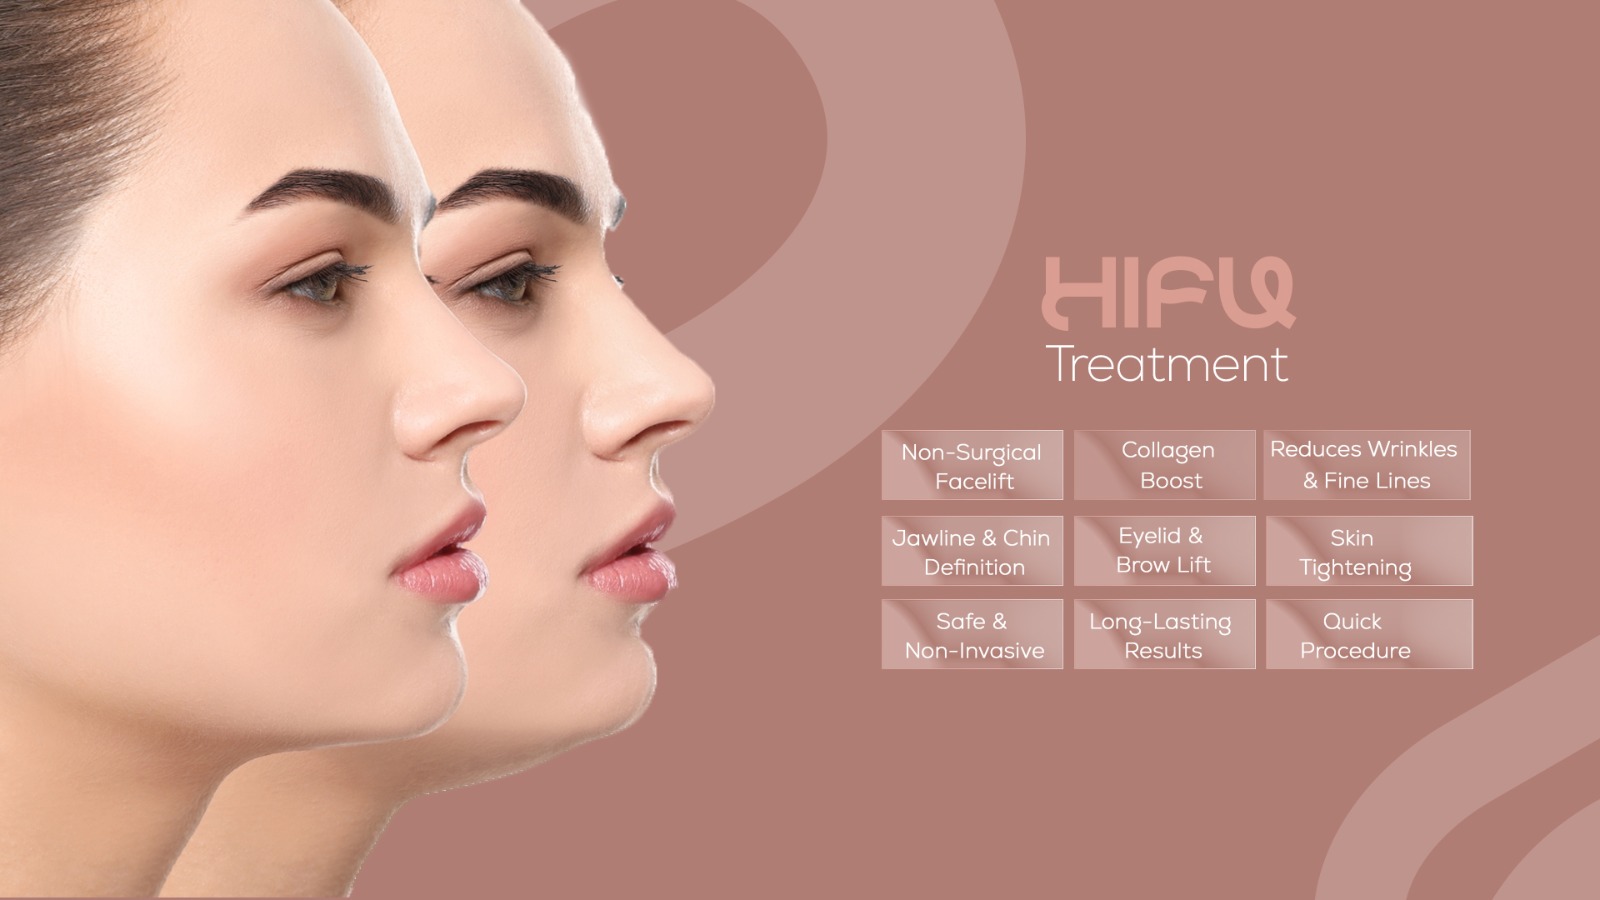 HIFU
Treatment
Non-Surgical
Facelift
Collagen
Boost
Reduces Wrinkles
& Fine Lines
Jawline & Chin
Definition
Eyelid &
Brow Lift
Skin
Tightening
Safe &
Non-Invasive
Long-Lasting
Results
Quick
Procedure